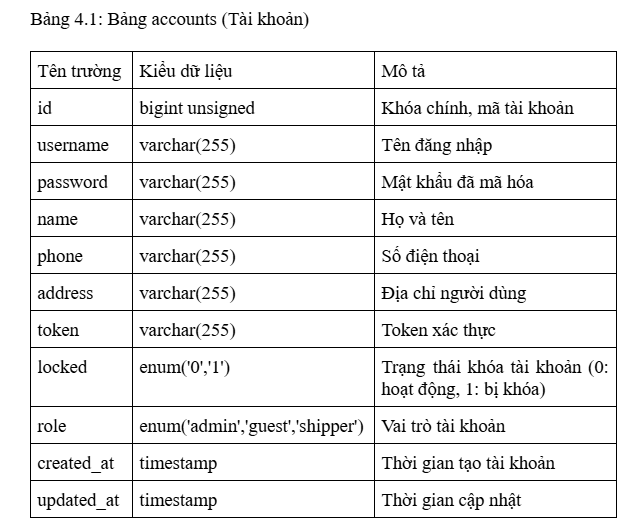 Bảng 4.1: Bảng accounts (Tài khoản)
Tên trường Kiểu dữ liệu Mô tả
id bigint unsigned Khóa chính, mã tài khoản
username varchar(255) Tên đăng nhập
password varchar(255) Mật khẩu đã mã hóa
name varchar(255) Họ và tên
phone varchar(255) Số điện thoại
address varchar(255) Địa chỉ người dùng
token varchar(255) Token xác thực
locked enum('0','1') Trạng thái khóa tài khoản (0:
hoạt động, 1: bị khóa)
role enum('admin','guest','shipper') Vai trò tài khoản
created_at timestamp Thời gian tạo tài khoản
updated_at timestamp Thời gian cập nhật